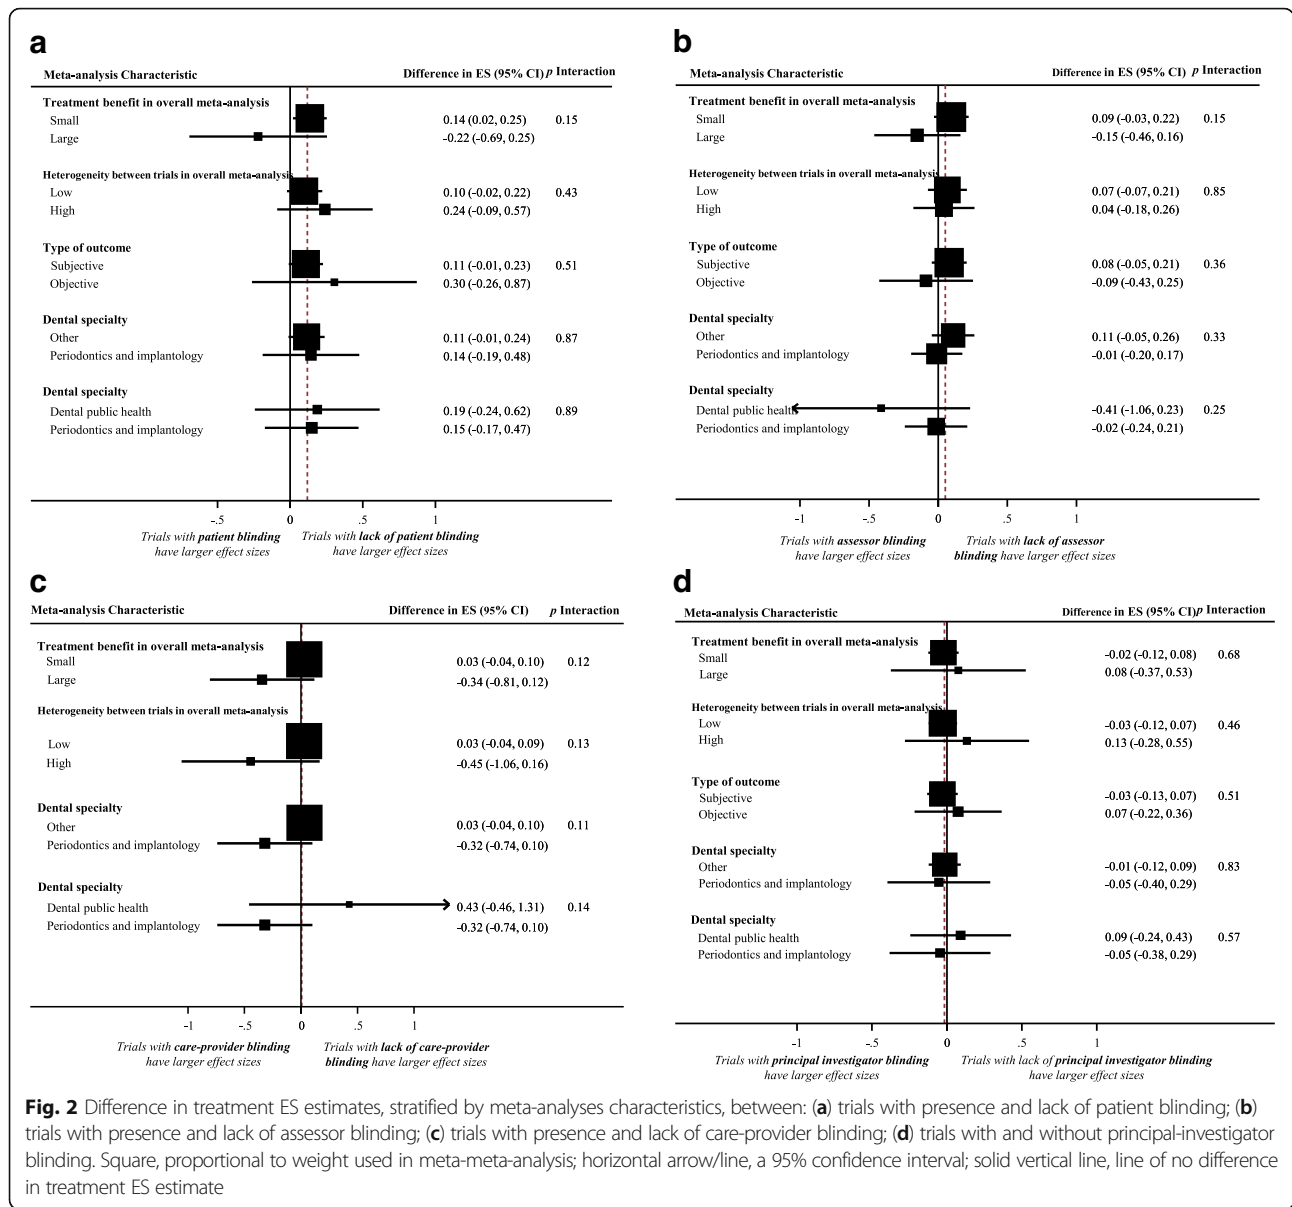 a
Meta-analysis Characteristic Difference in ES (95% CI) p Interaction
Treatment benefit in overall meta-analysis
Small 0.14 (0.02, 0.25) 0.15
Large -0.22 (-0.69, 0.25)
Heterogeneity between trials in overall meta-analysis
Low 0.10 (-0.02, 0.22) 0.43
High 0.24 (-0.09, 0.57)
Type of outcome
Subjective 0.11 (-0.01, 0.23) 0.51
Objective 0.30 (-0.26, 0.87)
Dental specialty
Other 0.11 (-0.01, 0.24) 0.87
Periodontics and implantology 0.14 (-0.19, 0.48)
Dental specialty
Dental public health 0.19 (-0.24, 0.62) 0.89
Periodontics and implantology 0.15 (-0.17, 0.47)
-.5 0 .5 1
Trials with patient blinding Trials with lack of patient blinding
have larger effect sizes have larger effect sizes
b
Meta-analysis Characteristic Difference in ES (95% CI) p Interaction
Treatment benefit in overall meta-analysis
Small 0.09 (-0.03, 0.22) 0.15
Large -0.15 (-0.46, 0.16)
Heterogeneity between trials in overall meta-analysis
Low 0.07 (-0.07, 0.21) 0.85
High 0.04 (-0.18, 0.26)
Type of outcome
Subjective 0.08 (-0.05, 0.21) 0.36
Objective -0.09 (-0.43, 0.25)
Dental specialty
Other 0.11 (-0.05, 0.26) 0.33
Periodontics and implantology -0.01 (-0.20, 0.17)
Dental specialty
Dental public health -0.41 (-1.06, 0.23) 0.25
Periodontics and implantology -0.02 (-0.24, 0.21)
-1 -.5 0 .5 1
Trials with assessor blinding Trials with lack of assessor
have larger effect sizes blinding have larger effect sizes
c
Meta-analysis Characteristic Difference in ES (95% CI) p Interaction
Treatment benefit in overall meta-analysis
Small 0.03 (-0.04, 0.10) 0.12
Large -0.34 (-0.81, 0.12)
Heterogeneity between trials in overall meta-analysis
Low 0.03 (-0.04, 0.09) 0.13
High -0.45 (-1.06, 0.16)
Dental specialty
Other 0.03 (-0.04, 0.10) 0.11
Periodontics and implantology -0.32 (-0.74, 0.10)
Dental specialty
Dental public health 0.43 (-0.46, 1.31) 0.14
Periodontics and implantology -0.32 (-0.74, 0.10)
-1 -.5 0 .5 1
Trials with care-provider blinding Trials with lack of care-provider
have larger effect sizes blinding have larger effect sizes
d
Meta-analysis Characteristic Difference in ES (95% CI) p Interaction
Treatment benefit in overall meta-analysis
Small -0.02 (-0.12, 0.08) 0.68
Large 0.08 (-0.37, 0.53)
Heterogeneity between trials in overall meta-analysis
Low -0.03 (-0.12, 0.07) 0.46
High 0.13 (-0.28, 0.55)
Type of outcome
Subjective -0.03 (-0.13, 0.07) 0.51
Objective 0.07 (-0.22, 0.36)
Dental specialty
Other -0.01 (-0.12, 0.09) 0.83
Periodontics and implantology -0.05 (-0.40, 0.29)
Dental specialty
Dental public health 0.09 (-0.24, 0.43) 0.57
Periodontics and implantology -0.05 (-0.38, 0.29)
-1 -.5 0 .5 1
Trials with principal investigator blinding Trials with lack of principal investigator blinding
have larger effect sizes have larger effect sizes
Fig. 2 Difference in treatment ES estimates, stratified by meta-analyses characteristics, between: (a) trials with presence and lack of patient blinding; (b)
trials with presence and lack of assessor blinding; (c) trials with presence and lack of care-provider blinding; (d) trials with and without principal-investigator
blinding. Square, proportional to weight used in meta-meta-analysis; horizontal arrow/line, a 95% confidence interval; solid vertical line, line of no difference
in treatment ES estimate